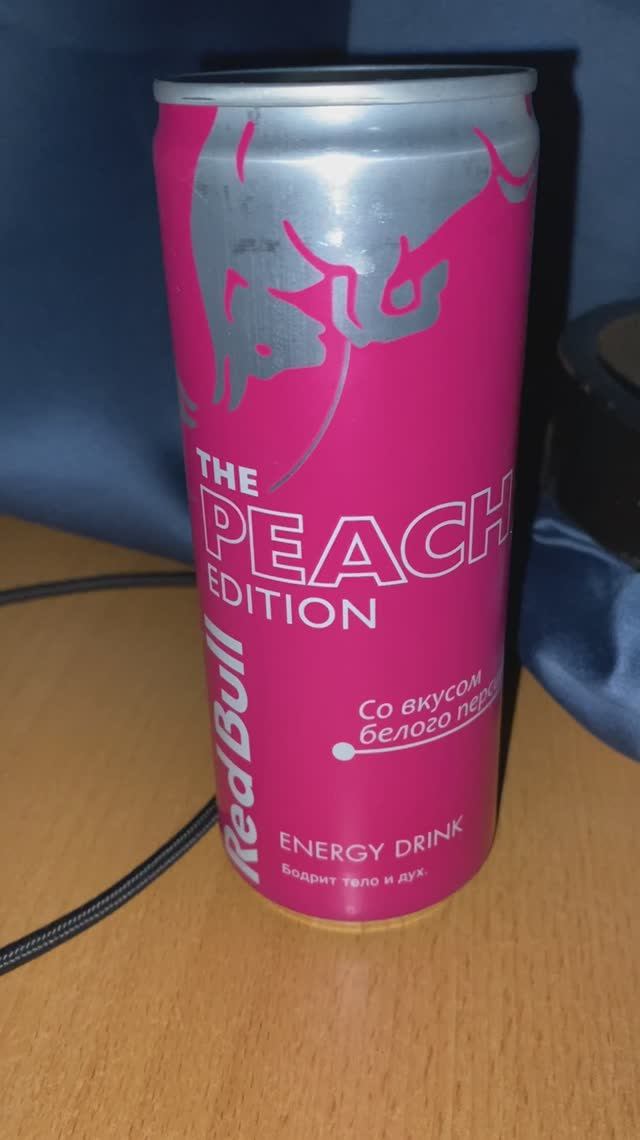 THE
PEACH
EDITION
Red Bull
Со вкусом
белого
ENERGY DRINK
Бодрит тело и дух.